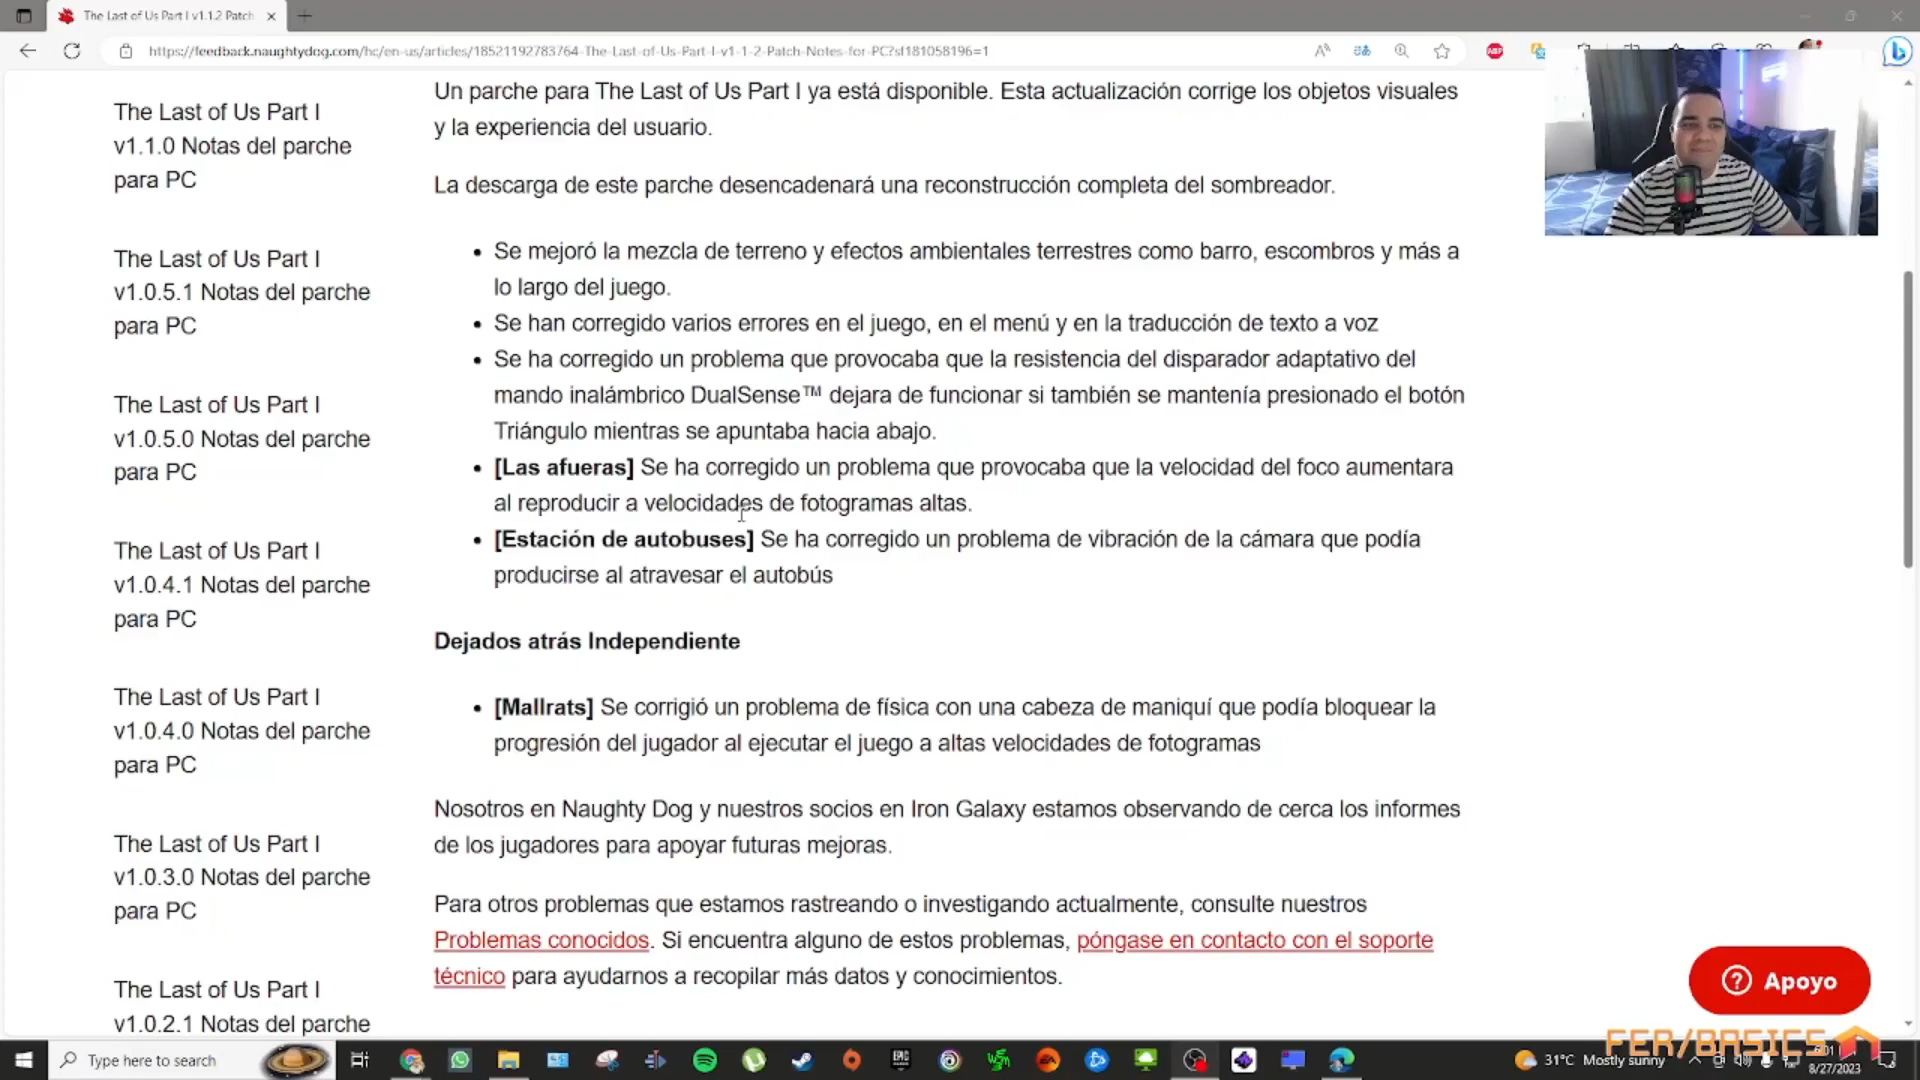 The Last of Us Part I v1.1.2 Patch
https://feedback.naughtydog.com/hc/en-us/articles/18521192783764-The-Last-of-Us-Part-I-v1-1-2-Patch-Notes-for-PC?sf181058196=1
The Last of Us Part I
v1.1.0 Notas del parche
para PC
The Last of Us Part I
v1.0.5.1 Notas del parche
para PC
The Last of Us Part I
v1.0.5.0 Notas del parche
para PC
The Last of Us Part I
v1.0.4.1 Notas del parche
para PC
The Last of Us Part I
v1.0.4.0 Notas del parche
para PC
The Last of Us Part I
v1.0.3.0 Notas del parche
para PC
The Last of Us Part I
v1.0.2.1 Notas del parche
Un parche para The Last of Us Part I ya está disponible. Esta actualización corrige los objetos visuales
y la experiencia del usuario.
La descarga de este parche desencadenará una reconstrucción completa del sombreador.
• Se mejoró la mezcla de terreno y efectos ambientales terrestres como barro, escombros y más a
lo largo del juego.
• Se han corregido varios errores en el juego, en el menú y en la traducción de texto a voz
• Se ha corregido un problema que provocaba que la resistencia del disparador adaptativo del
mando inalámbrico DualSense™ dejara de funcionar si también se mantenía presionado el botón
Triángulo mientras se apuntaba hacia abajo.
• [Las afueras] Se ha corregido un problema que provocaba que la velocidad del foco aumentara
al reproducir a velocidades de fotogramas altas.
• [Estación de autobuses] Se ha corregido un problema de vibración de la cámara que podía
producirse al atravesar el autobús
Dejados atrás Independiente
• [Mallrats] Se corrigió un problema de física con una cabeza de maniquí que podía bloquear la
progresión del jugador al ejecutar el juego a altas velocidades de fotogramas
Nosotros en Naughty Dog y nuestros socios en Iron Galaxy estamos observando de cerca los informes
de los jugadores para apoyar futuras mejoras.
Para otros problemas que estamos rastreando o investigando actualmente, consulte nuestros
Problemas conocidos. Si encuentra alguno de estos problemas, póngase en contacto con el soporte
técnico para ayudarnos a recopilar más datos y conocimientos.
Apoyo
FER/BASICS
Type here to search
EPIC
31°C Mostly sunny
8/27/2023